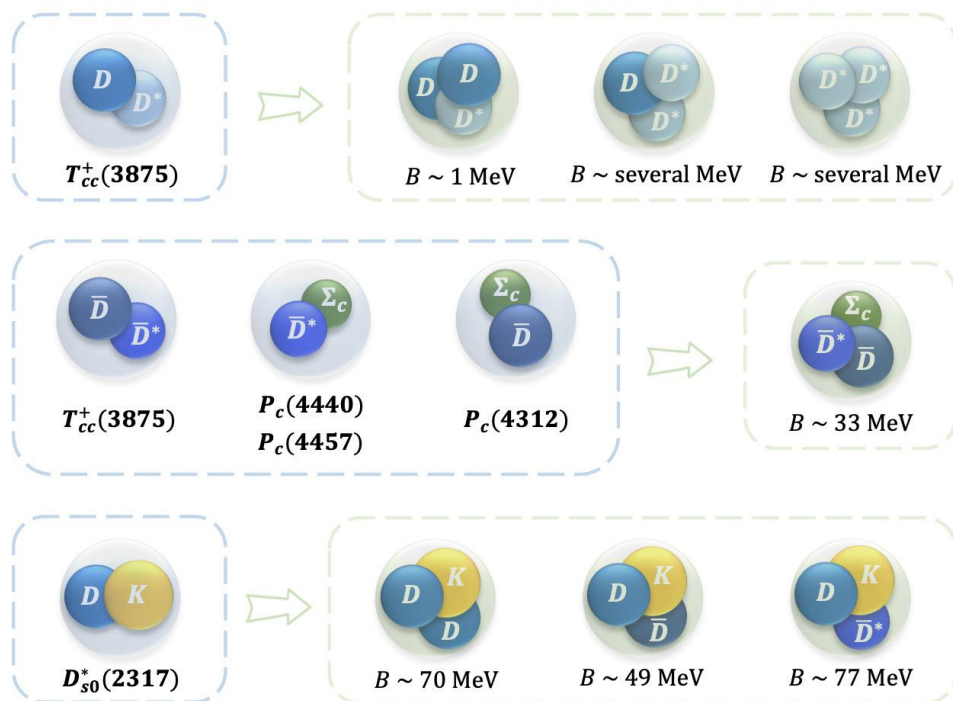 D D*
T⁺cc(3875)
D D D*
B ~ 1 MeV
D D* D*
B ~ several MeV
D* D* D*
B ~ several MeV
D̅ D̅*
T⁺cc(3875)
Σc D̅*
Pc(4440)
Pc(4457)
Σc D̅
Pc(4312)
Σc D̅* D̅
B ~ 33 MeV
D K
D*s0(2317)
K D D
B ~ 70 MeV
K D D̅
B ~ 49 MeV
K D D̅*
B ~ 77 MeV